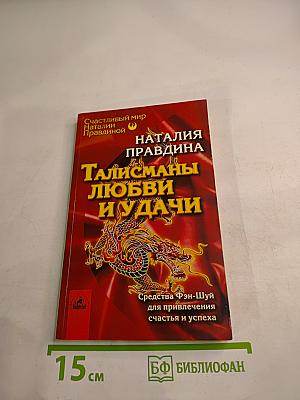 Счастливый мир
Наталии
Правдиной
НАТАЛИЯ
ПРАВДИНА
ТАЛИСМАНЫ
ЛЮБВИ
И УДАЧИ
Средства Фэн-Шуй
для привлечения
счастья и успеха
15 см
БФ БИБЛИОФАН